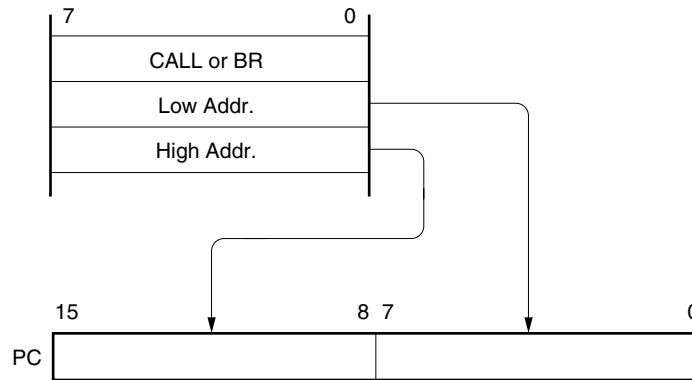 7 0
CALL or BR
Low Addr.
High Addr.
15 8 7 0
PC